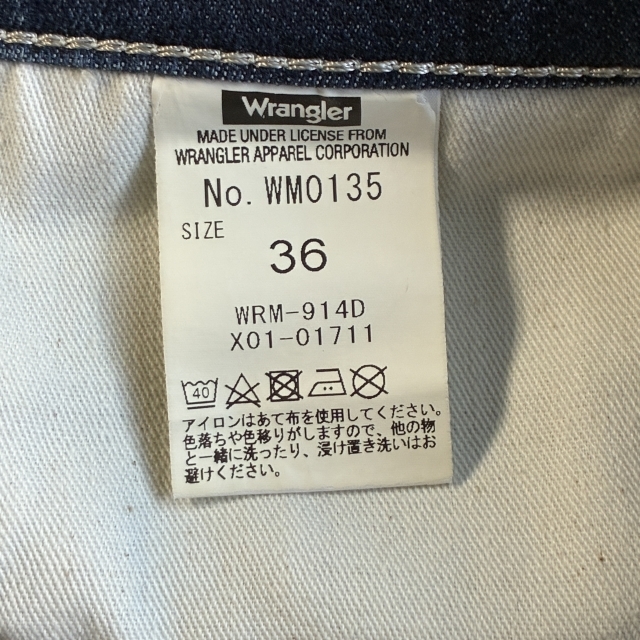 Wrangler
MADE UNDER LICENSE FROM
WRANGLER APPAREL CORPORATION
No. WM0135
SIZE
36
WRM-914D
X01-01711
40
アイロンはあて布を使用してください。
色落ちや色移りがしますので、他の物
と一緒に洗ったり、浸け置き洗いはお
避けください。